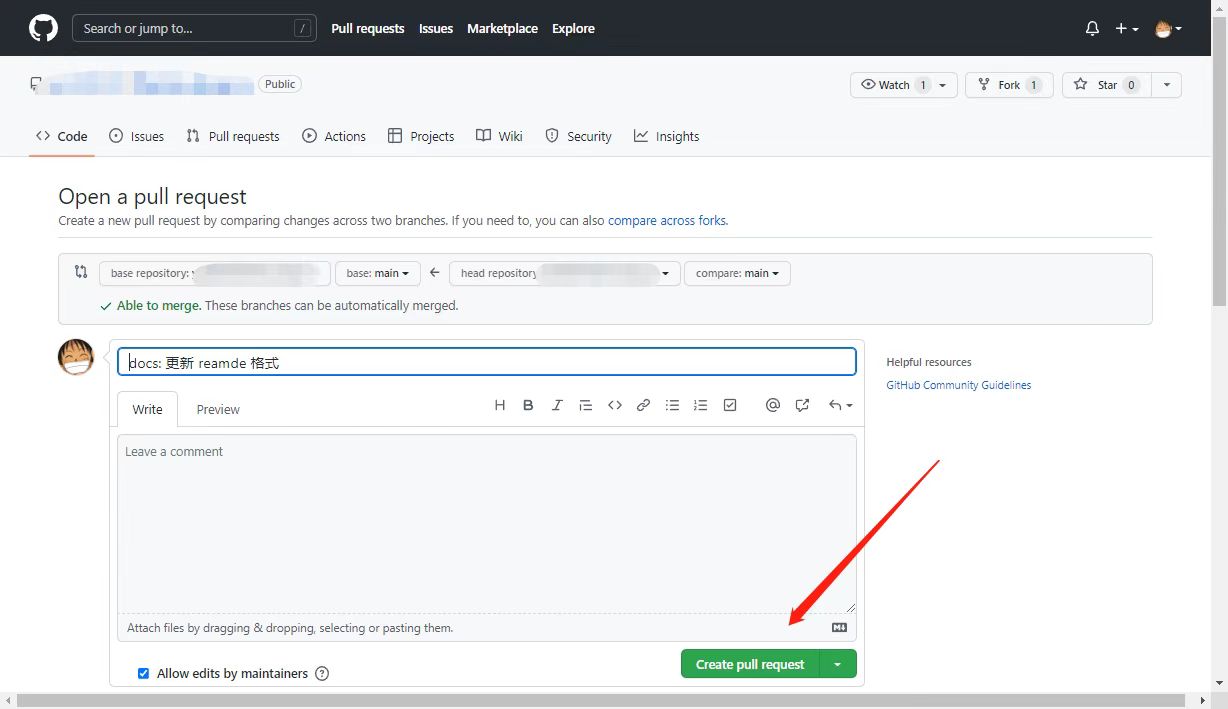 Search or jump to... / Pull requests Issues Marketplace Explore
Public Watch 1 Fork 1 Star 0
Code Issues Pull requests Actions Projects Wiki Security Insights
Open a pull request
Create a new pull request by comparing changes across two branches. If you need to, you can also compare across forks.
base repository: base: main head repository compare: main
Able to merge. These branches can be automatically merged.
docs: 更新 reamde 格式
Helpful resources
GitHub Community Guidelines
Write Preview
Leave a comment
Attach files by dragging & dropping, selecting or pasting them.
Create pull request
Allow edits by maintainers